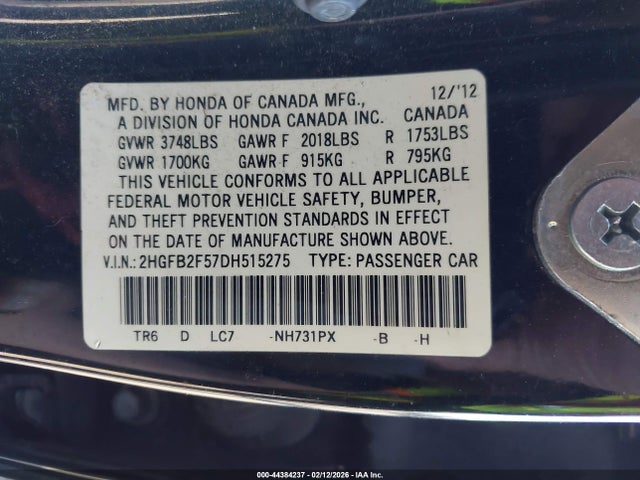 MFD. BY HONDA OF CANADA MFG., 12/'12
A DIVISION OF HONDA CANADA INC. CANADA
GVWR 3748LBS GAWR F 2018LBS R 1753LBS
GVWR 1700KG GAWR F 915KG R 795KG
THIS VEHICLE CONFORMS TO ALL APPLICABLE
FEDERAL MOTOR VEHICLE SAFETY, BUMPER,
AND THEFT PREVENTION STANDARDS IN EFFECT
ON THE DATE OF MANUFACTURE SHOWN ABOVE.
V.I.N.: 2HGFB2F57DH515275 TYPE: PASSENGER CAR
TR6 D LC7 -NH731PX -B -H
000-44384237 - 02/12/2026 - IAA Inc.